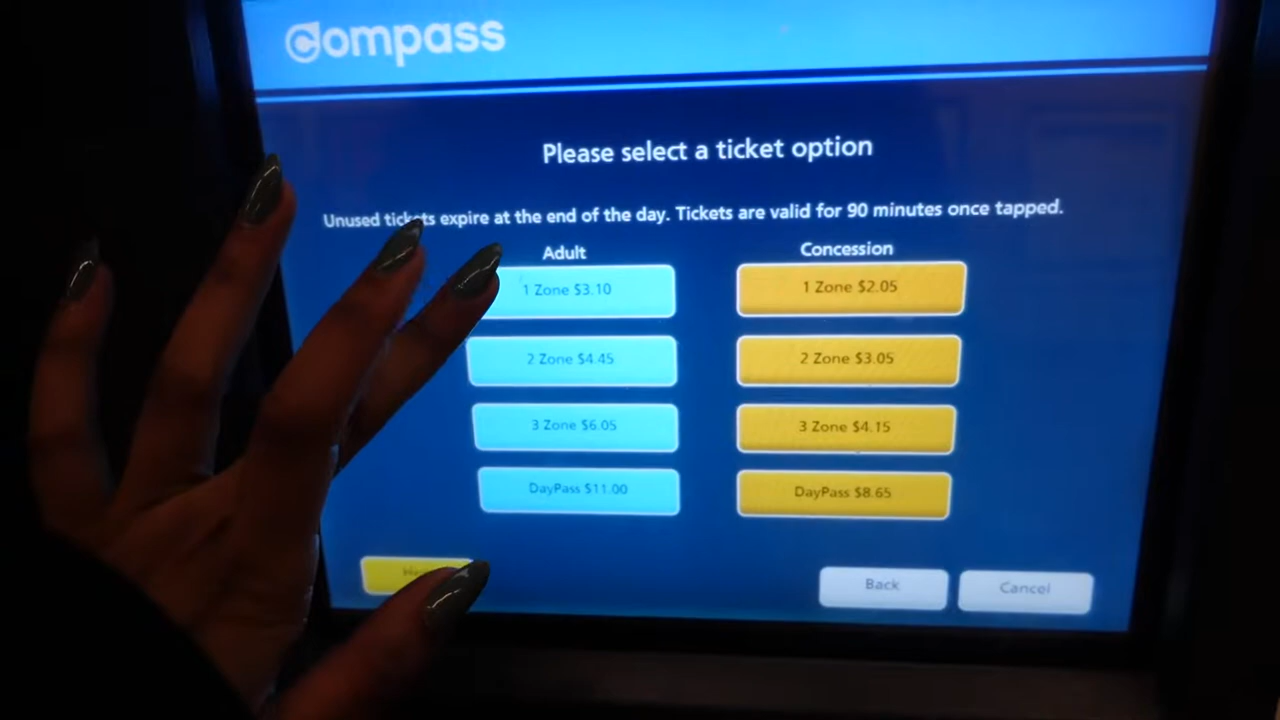 Compass
Please select a ticket option
Unused tickets expire at the end of the day. Tickets are valid for 90 minutes once tapped.
Adult
Concession
1 Zone $3.10
1 Zone $2.05
2 Zone $4.45
2 Zone $3.05
3 Zone $6.05
3 Zone $4.15
DayPass $11.00
DayPass $8.65
Back
Cancel